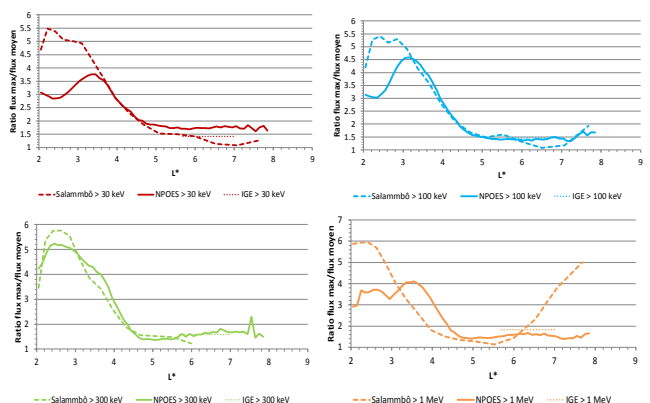 Ratio flux max/flux moyen
5.5
5
4.5
4
3.5
3
2.5
2
1.5
1
2 3 4 5 6 7 8 9
L*
Salammbô > 30 keV NPOES > 30 keV IGE > 30 keV
Ratio flux max/flux moyen
5.5
5
4.5
4
3.5
3
2.5
2
1.5
1
2 3 4 5 6 7 8 9
L*
Salammbô > 100 keV NPOES > 100 keV IGE > 100 keV
Ratio flux max/flux moyen
6
5
4
3
2
1
2 3 4 5 6 7 8 9
L*
Salammbô > 300 keV NPOES > 300 keV IGE > 300 keV
Ratio flux max/flux moyen
7
6
5
4
3
2
1
2 3 4 5 6 7 8 9
L*
Salammbô > 1 MeV NPOES > 1 MeV IGE > 1 MeV